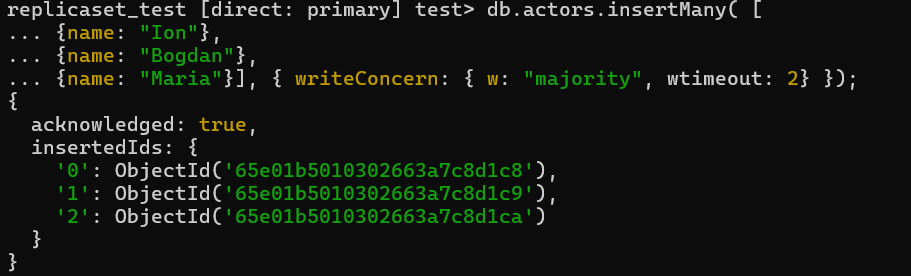 replicaset_test [direct: primary] test> db.actors.insertMany( [
... {name: "Ion"},
... {name: "Bogdan"},
... {name: "Maria"}], { writeConcern: { w: "majority", wtimeout: 2} });
{
  acknowledged: true,
  insertedIds: {
    '0': ObjectId('65e01b5010302663a7c8d1c8'),
    '1': ObjectId('65e01b5010302663a7c8d1c9'),
    '2': ObjectId('65e01b5010302663a7c8d1ca')
  }
}